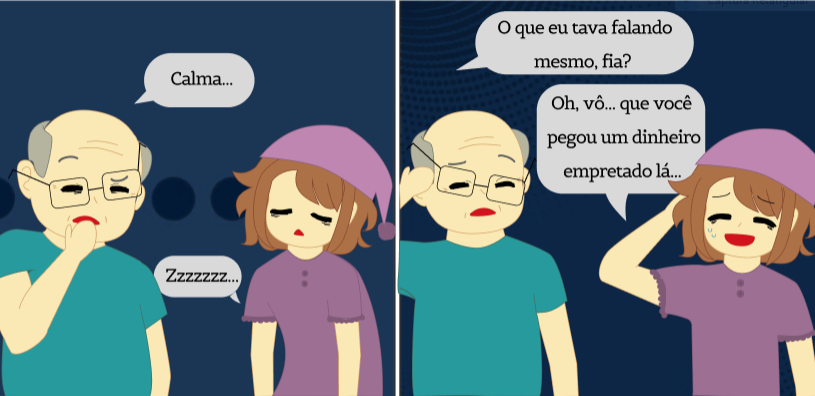 Calma...
Zzzzzzz...
O que eu tava falando
mesmo, fia?
Oh, vô... que você
pegou um dinheiro
empretado lá...